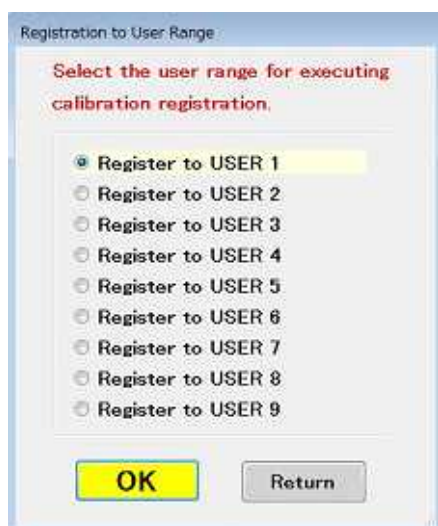 Registration to User Range
Select the user range for executing
calibration registration.
Register to USER 1
Register to USER 2
Register to USER 3
Register to USER 4
Register to USER 5
Register to USER 6
Register to USER 7
Register to USER 8
Register to USER 9
OK
Return